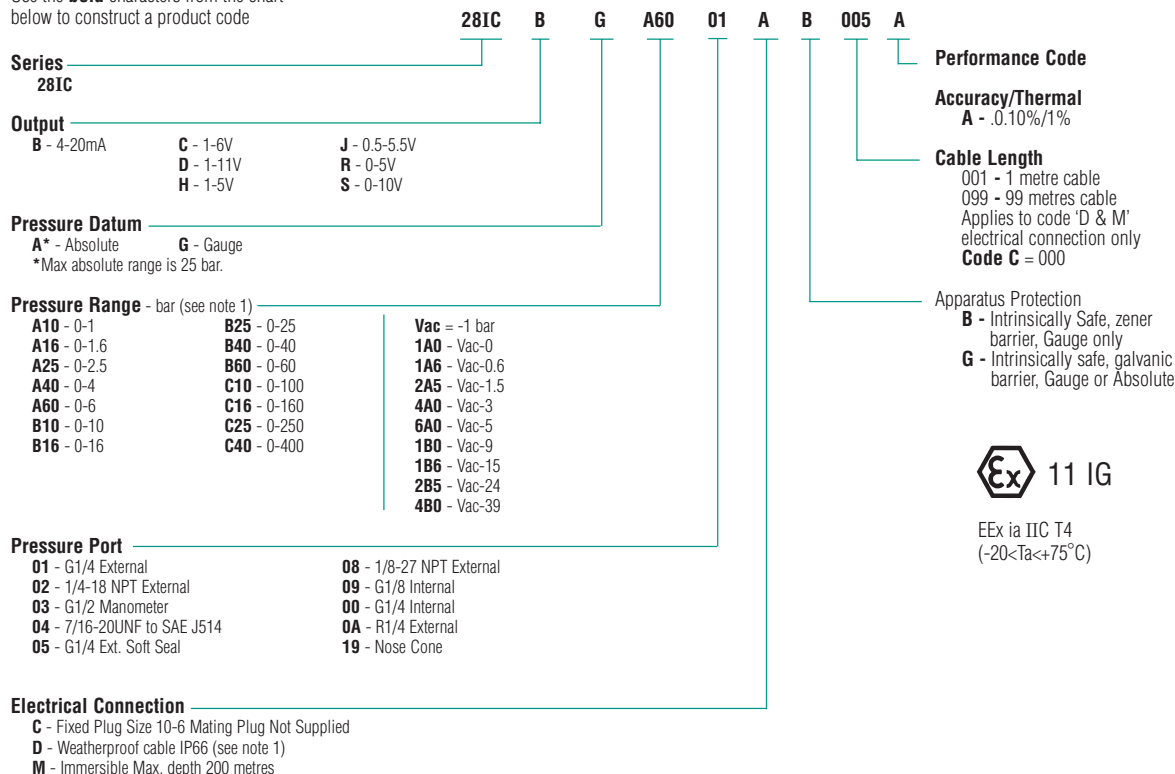 below to construct a product code
28IC B G A60 01 A B 005 A
Series
28IC
Output
B - 4-20mA C - 1-6V J - 0.5-5.5V
D - 1-11V R - 0-5V
H - 1-5V S - 0-10V
Pressure Datum
A* - Absolute G - Gauge
*Max absolute range is 25 bar.
Pressure Range - bar (see note 1)
A10 - 0-1 B25 - 0-25 Vac = -1 bar
A16 - 0-1.6 B40 - 0-40 1A0 - Vac-0
A25 - 0-2.5 B60 - 0-60 1A6 - Vac-0.6
A40 - 0-4 C10 - 0-100 2A5 - Vac-1.5
A60 - 0-6 C16 - 0-160 4A0 - Vac-3
B10 - 0-10 C25 - 0-250 6A0 - Vac-5
B16 - 0-16 C40 - 0-400 1B0 - Vac-9
1B6 - Vac-15
2B5 - Vac-24
4B0 - Vac-39
Pressure Port
01 - G1/4 External 08 - 1/8-27 NPT External
02 - 1/4-18 NPT External 09 - G1/8 Internal
03 - G1/2 Manometer 00 - G1/4 Internal
04 - 7/16-20UNF to SAE J514 0A - R1/4 External
05 - G1/4 Ext. Soft Seal 19 - Nose Cone
Electrical Connection
C - Fixed Plug Size 10-6 Mating Plug Not Supplied
D - Weatherproof cable IP66 (see note 1)
M - Immersible Max. depth 200 metres
Performance Code
Accuracy/Thermal
A - .0.10%/1%
Cable Length
001 - 1 metre cable
099 - 99 metres cable
Applies to code ‘D & M’
electrical connection only
Code C = 000
Apparatus Protection
B - Intrinsically Safe, zener
barrier, Gauge only
G - Intrinsically safe, galvanic
barrier, Gauge or Absolute
Ex 11 IG
EEx ia IIC T4
(-20<Ta<+75°C)